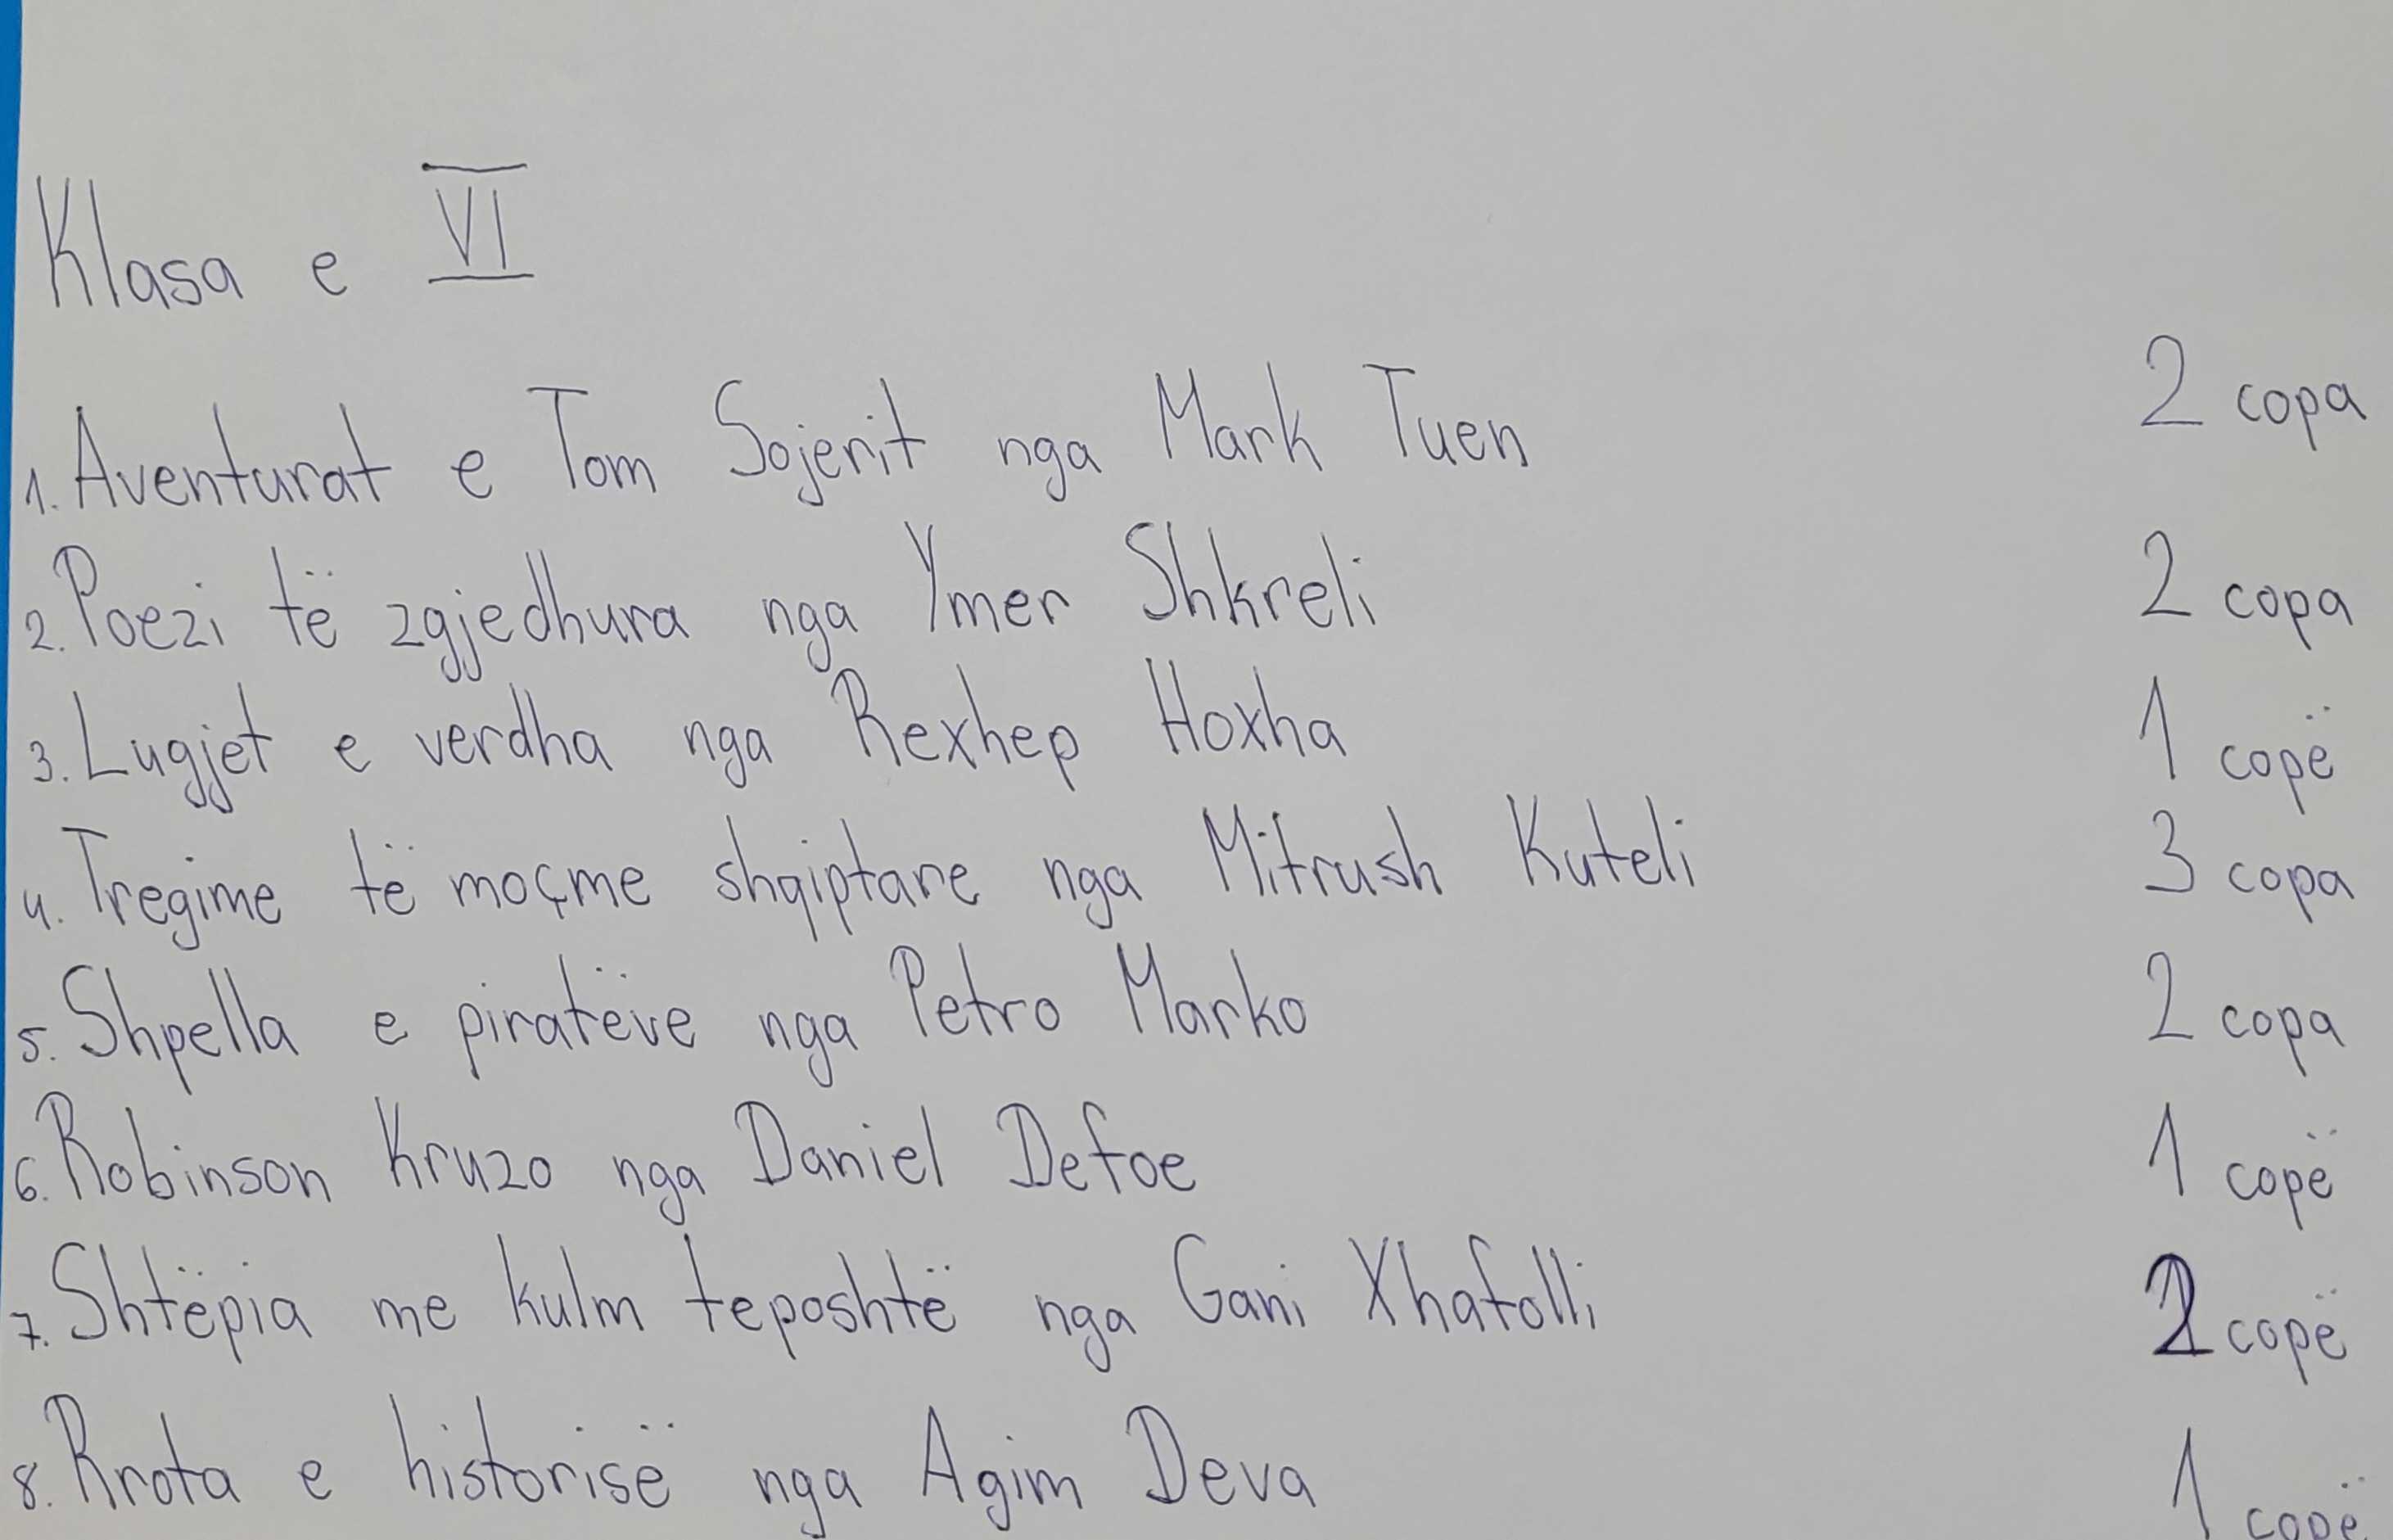 Klasa e VI
1. Aventurat e Tom Sojerit nga Mark Tuen 2 copa
2. Poezi të zgjedhura nga Ymer Shkreli 2 copa
3. Lugjet e verdha nga Rexhep Hoxha 1 copë
4. Tregime të moçme shqiptare nga Mitrush Kuteli 3 copa
5. Shpella e piratëve nga Petro Marko 2 copa
6. Robinson Kruzo nga Daniel Defoe 1 copë
7. Shtëpia me kulm teposhtë nga Gani Xhafolli 2 copë
8. Rrota e historisë nga Agim Deva 1 copë